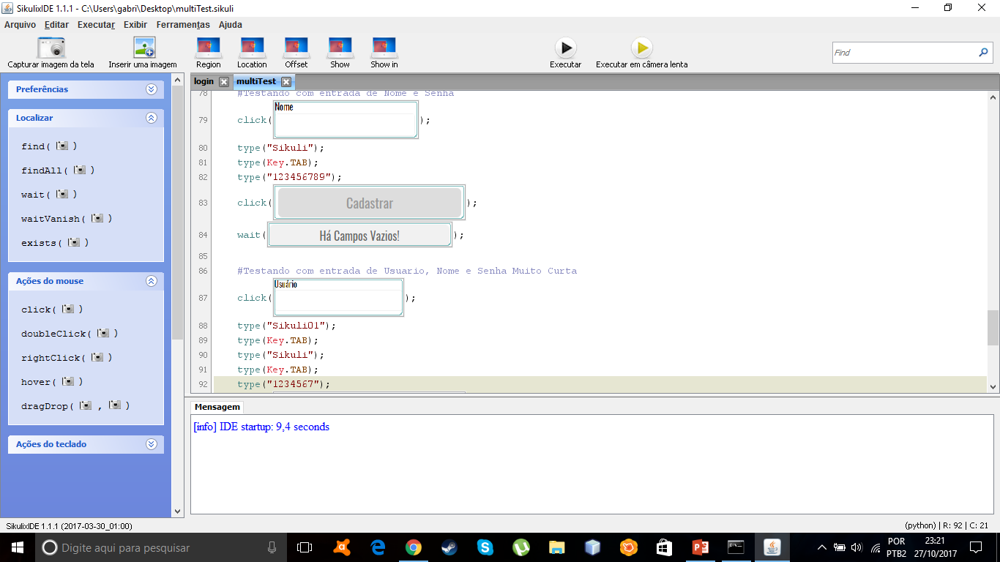 SikulixIDE 1.1.1 - C:\Users\gabri\Desktop\multiTest.sikuli
Arquivo Editar Executar Exibir Ferramentas Ajuda
Capturar imagem da tela Inserir uma imagem Region Location Offset Show Show in Executar Executar em câmera lenta
Find
Preferências
Localizar
find( )
findAll( )
wait( )
waitVanish( )
exists( )
Ações do mouse
click( )
doubleClick( )
rightClick( )
hover( )
dragDrop( , )
Ações do teclado
login multiTest
78 #Testando com entrada de Nome e Senha
79 click( Nome );
80 type("Sikuli");
81 type(Key.TAB);
82 type("123456789");
83 click( Cadastrar );
84 wait( Há Campos Vazios! );
85
86 #Testando com entrada de Usuario, Nome e Senha Muito Curta
87 click( Usuário );
88 type("Sikuli01");
89 type(Key.TAB);
90 type("Sikuli");
91 type(Key.TAB);
92 type("1234567");
Mensagem
[info] IDE startup: 9,4 seconds
SikulixIDE 1.1.1 (2017-03-30_01:00)
(python) | R: 92 | C: 21
Digite aqui para pesquisar
POR
PTB2
23:21
27/10/2017